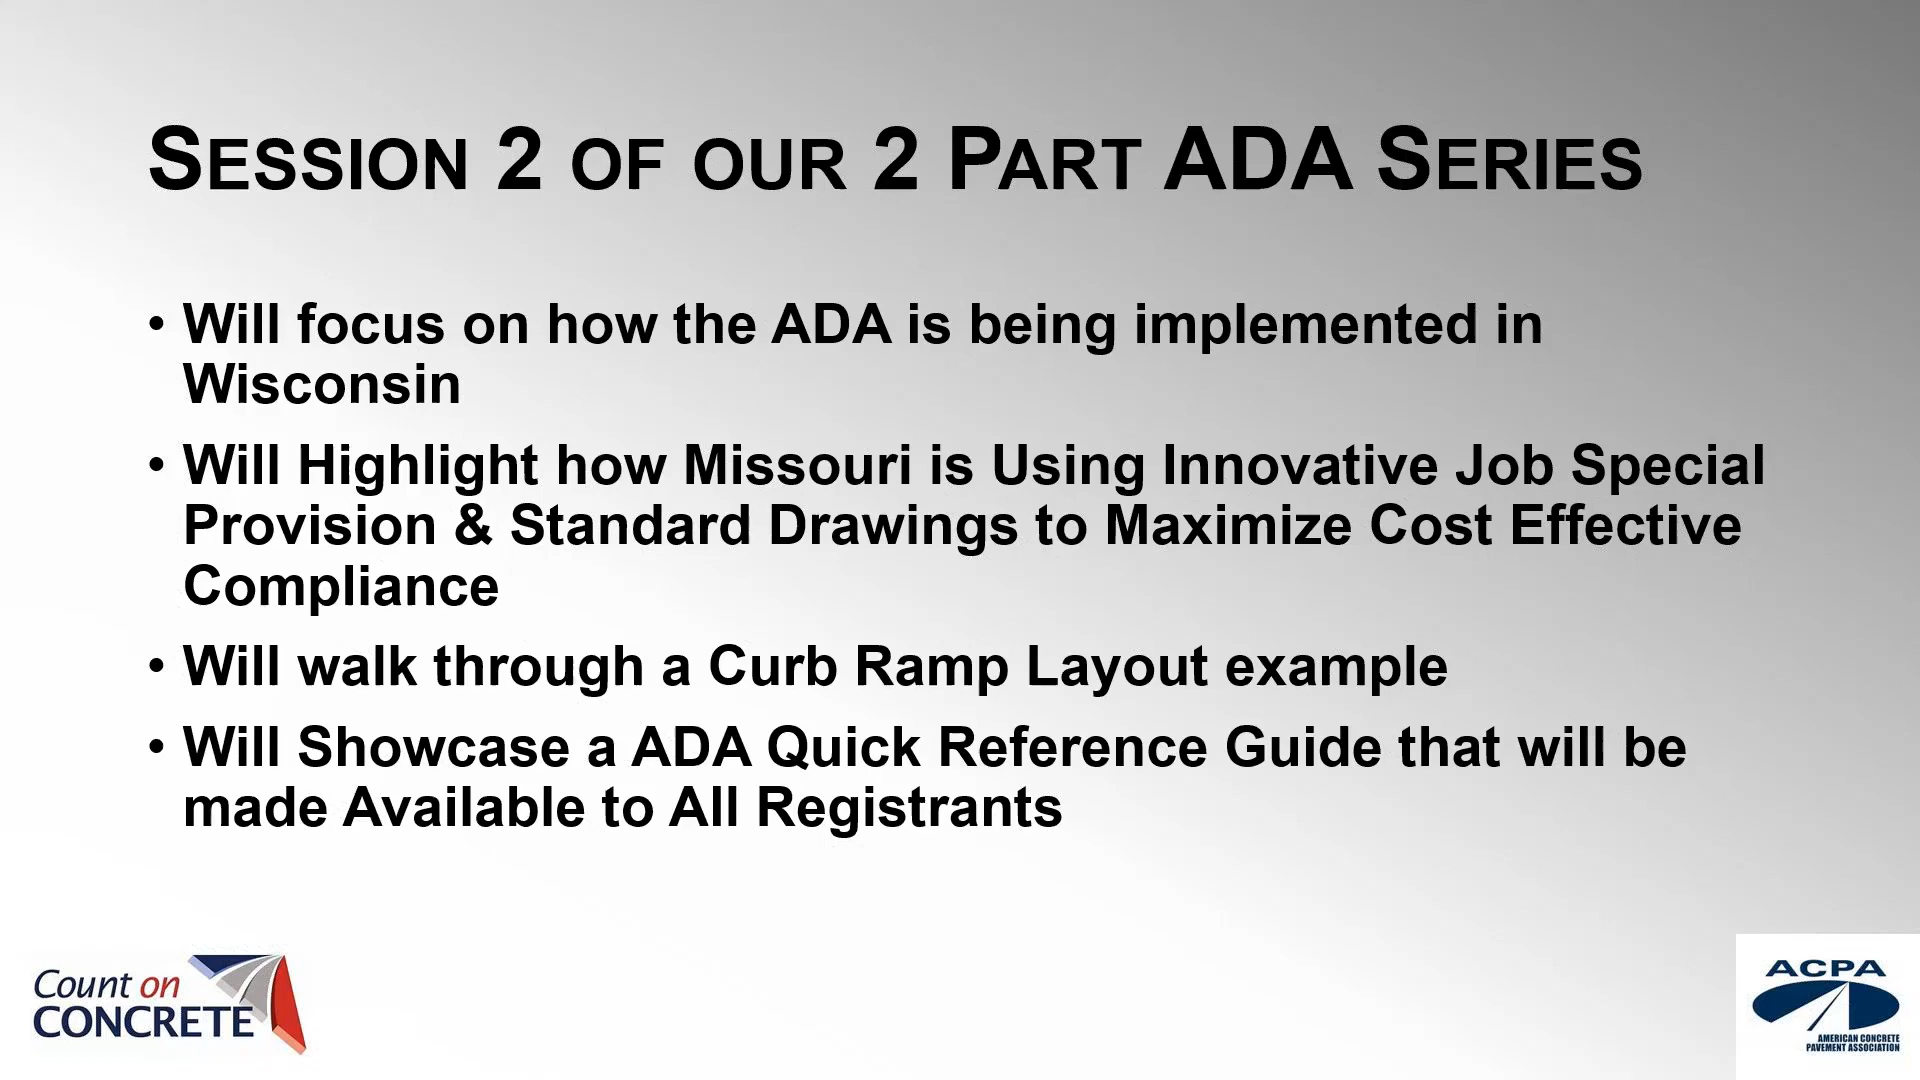 Session 2 of our 2 Part ADA Series
• Will focus on how the ADA is being implemented in
Wisconsin
• Will Highlight how Missouri is Using Innovative Job Special
Provision & Standard Drawings to Maximize Cost Effective
Compliance
• Will walk through a Curb Ramp Layout example
• Will Showcase a ADA Quick Reference Guide that will be
made Available to All Registrants
Count on
CONCRETE
ACPA
AMERICAN CONCRETE
PAVEMENT ASSOCIATION